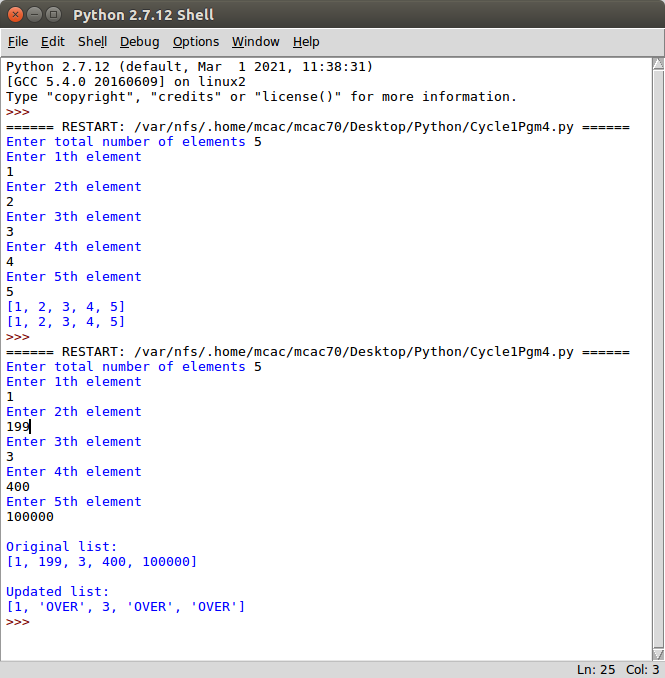 Python 2.7.12 Shell
File Edit Shell Debug Options Window Help
Python 2.7.12 (default, Mar  1 2021, 11:38:31)
[GCC 5.4.0 20160609] on linux2
Type "copyright", "credits" or "license()" for more information.
>>>
====== RESTART: /var/nfs/.home/mcac/mcac70/Desktop/Python/Cycle1Pgm4.py ======
Enter total number of elements 5
Enter 1th element
1
Enter 2th element
2
Enter 3th element
3
Enter 4th element
4
Enter 5th element
5
[1, 2, 3, 4, 5]
[1, 2, 3, 4, 5]
>>>
====== RESTART: /var/nfs/.home/mcac/mcac70/Desktop/Python/Cycle1Pgm4.py ======
Enter total number of elements 5
Enter 1th element
1
Enter 2th element
199
Enter 3th element
3
Enter 4th element
400
Enter 5th element
100000
Original list:
[1, 199, 3, 400, 100000]
Updated list:
[1, 'OVER', 3, 'OVER', 'OVER']
>>>
Ln: 25 Col: 3